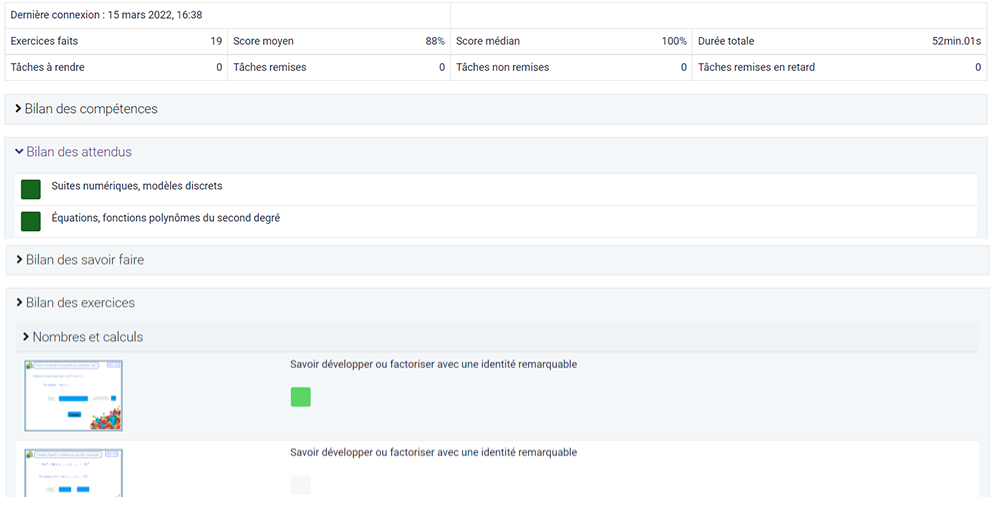 Dernière connexion : 15 mars 2022, 16:38
Exercices faits 19 Score moyen 88% Score médian 100% Durée totale 52min.01s
Tâches à rendre 0 Tâches remises 0 Tâches non remises 0 Tâches remises en retard 0
Bilan des compétences
Bilan des attendus
Suites numériques, modèles discrets
Équations, fonctions polynômes du second degré
Bilan des savoir faire
Bilan des exercices
Nombres et calculs
Savoir développer ou factoriser avec une identité remarquable
Savoir développer ou factoriser avec une identité remarquable